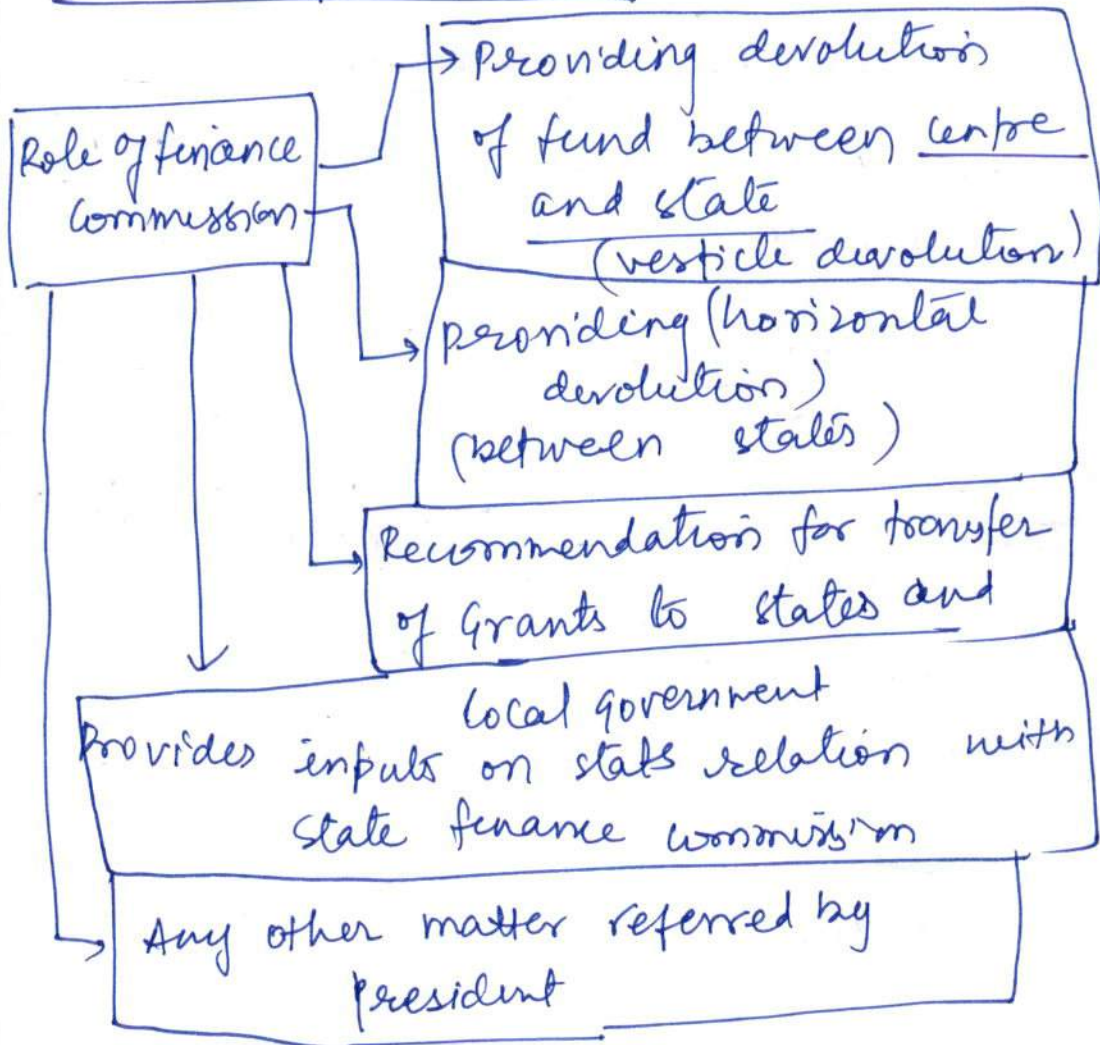 Role of finance
commission
Providing devolution
of fund between centre
and state
(verticle devolution)
providing (horizontal
devolution)
(between states)
Recommendation for transfer
of Grants to states and
local government
Provides inputs on stats relation with
state finance commission
Any other matter referred by
president